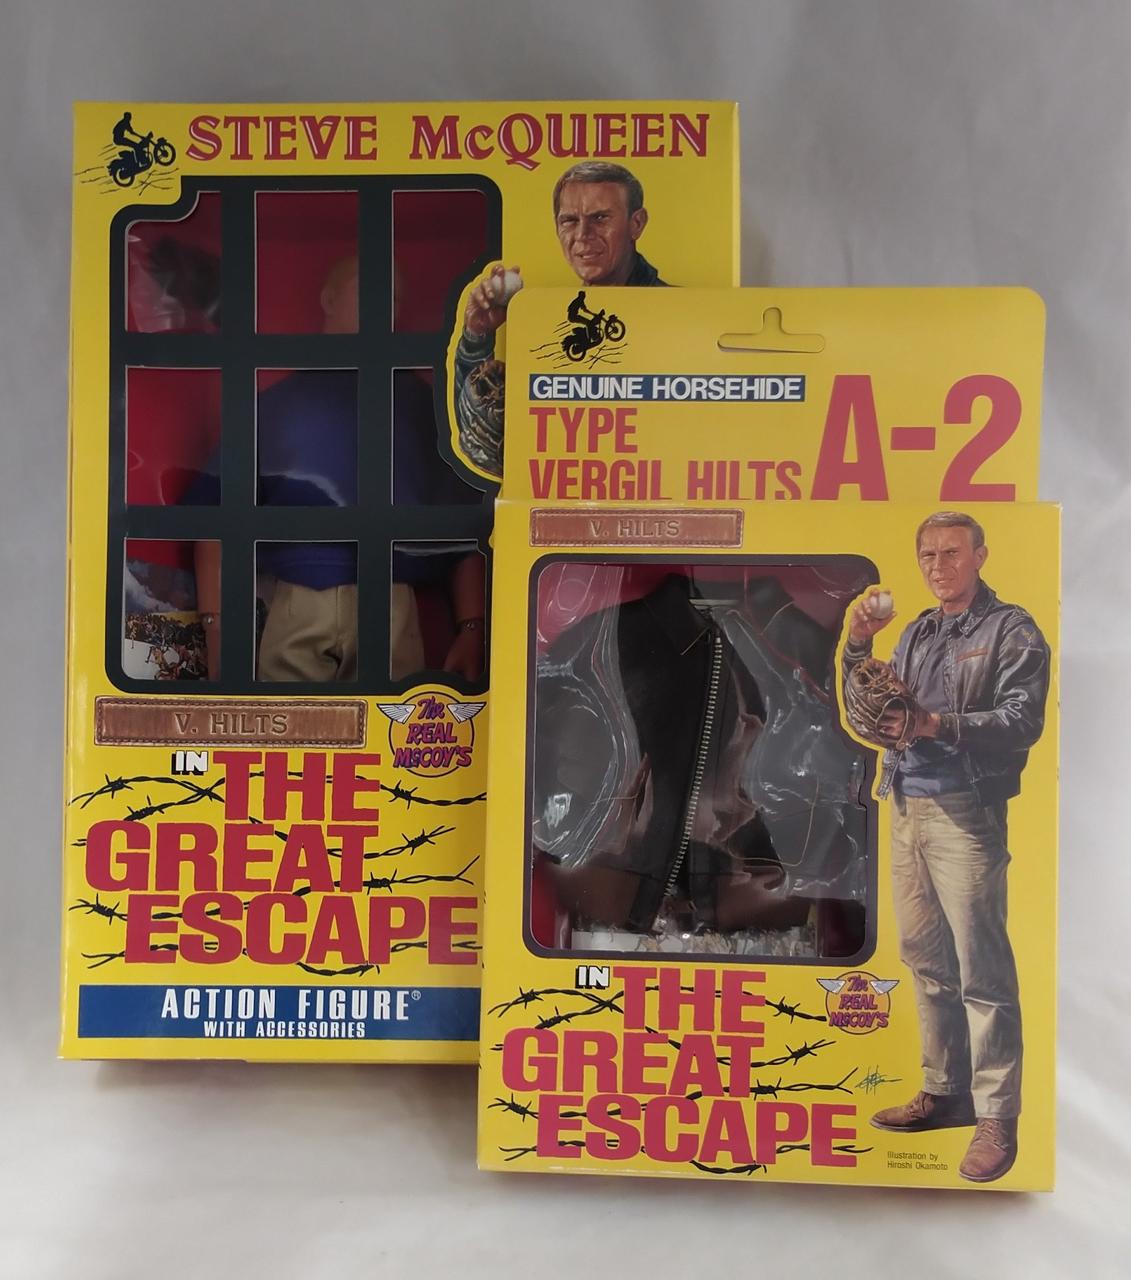 STEVE McQUEEN
V. HILTS
The
REAL
McCOY'S
IN THE
GREAT
ESCAPE
ACTION FIGURE®
WITH ACCESSORIES
GENUINE HORSEHIDE
TYPE
VERGIL HILTS A-2
V. HILTS
IN THE
GREAT
ESCAPE
The
REAL
McCOY'S
Illustration by
Hiroshi Okamoto